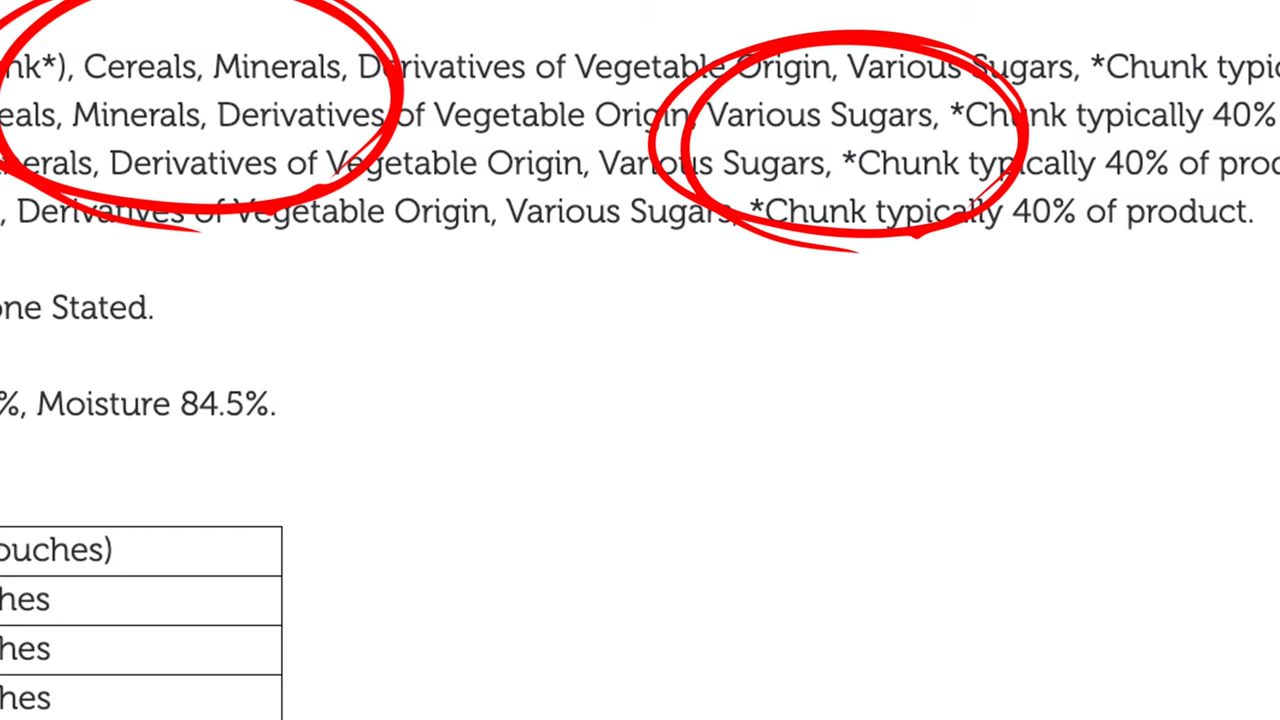 nk*), Cereals, Minerals, Derivatives of Vegetable Origin, Various Sugars, *Chunk typic
eals, Minerals, Derivatives of Vegetable Origin, Various Sugars, *Chunk typically 40%
nerals, Derivatives of Vegetable Origin, Various Sugars, *Chunk typically 40% of prod
, Derivatives of Vegetable Origin, Various Sugars, *Chunk typically 40% of product.
one Stated.
%, Moisture 84.5%.
ouches)
hes
hes
hes